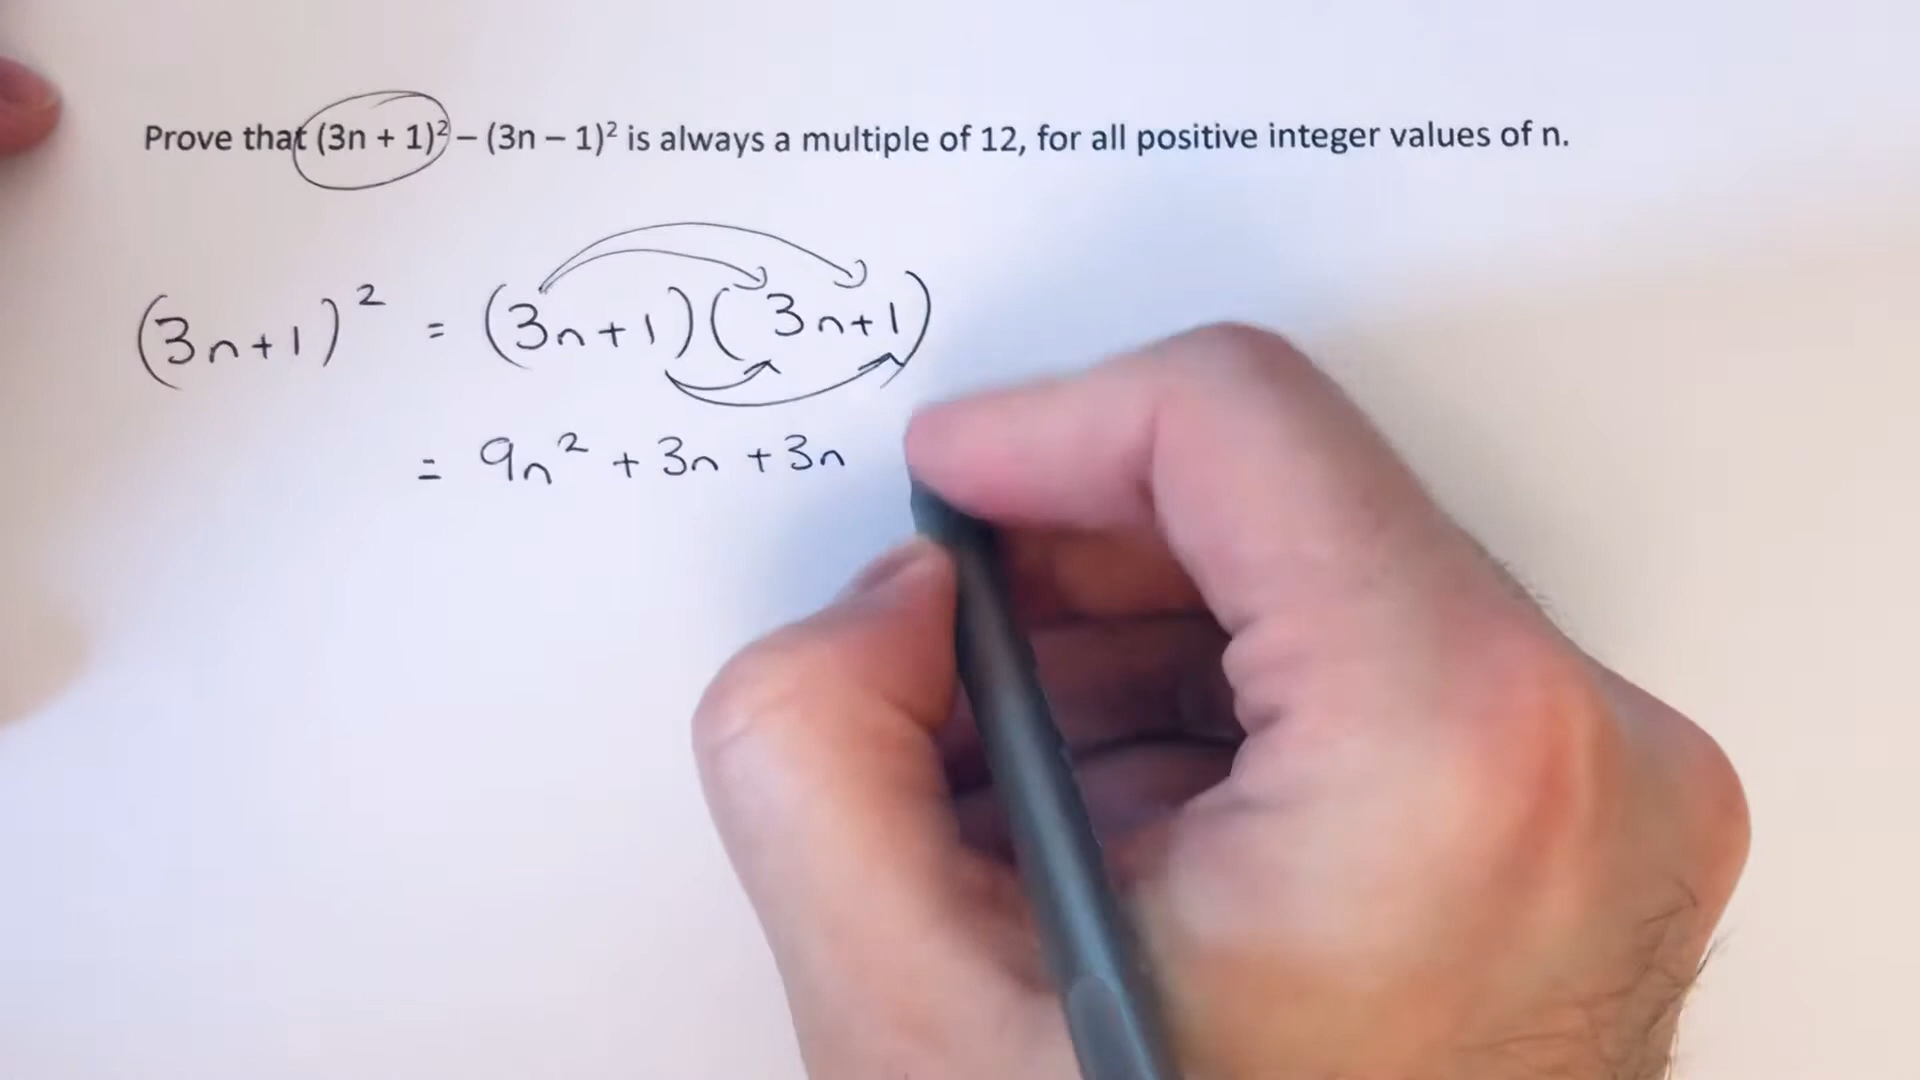 Prove that (3n + 1)² – (3n – 1)² is always a multiple of 12, for all positive integer values of n.
(3n+1)² = (3n+1)(3n+1)
= 9n² + 3n + 3n